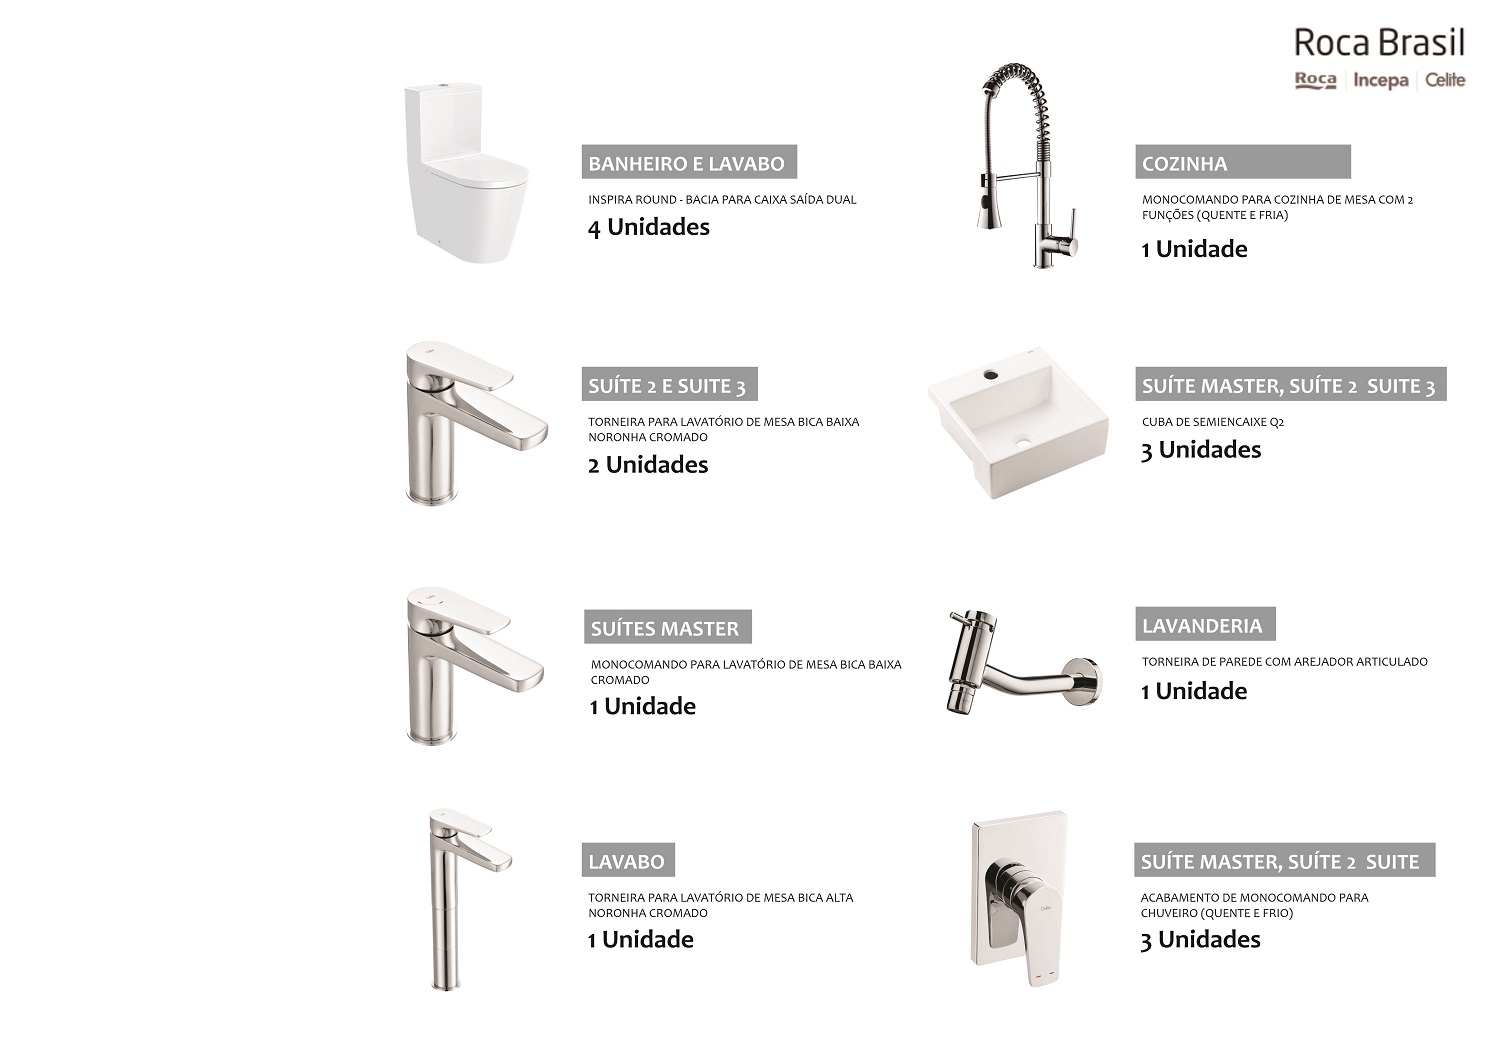 Roca Brasil
Roca | Incepa | Celite
BANHEIRO E LAVABO
INSPIRA ROUND - BACIA PARA CAIXA SAÍDA DUAL
4 Unidades
COZINHA
MONOCOMANDO PARA COZINHA DE MESA COM 2
FUNÇÕES (QUENTE E FRIA)
1 Unidade
SUÍTE 2 E SUITE 3
TORNEIRA PARA LAVATÓRIO DE MESA BICA BAIXA
NORONHA CROMADO
2 Unidades
SUÍTE MASTER, SUÍTE 2 SUITE 3
CUBA DE SEMIENCAIXE Q2
3 Unidades
SUÍTES MASTER
MONOCOMANDO PARA LAVATÓRIO DE MESA BICA BAIXA
CROMADO
1 Unidade
LAVANDERIA
TORNEIRA DE PAREDE COM AREJADOR ARTICULADO
1 Unidade
LAVABO
TORNEIRA PARA LAVATÓRIO DE MESA BICA ALTA
NORONHA CROMADO
1 Unidade
SUÍTE MASTER, SUÍTE 2 SUITE
ACABAMENTO DE MONOCOMANDO PARA
CHUVEIRO (QUENTE E FRIO)
3 Unidades